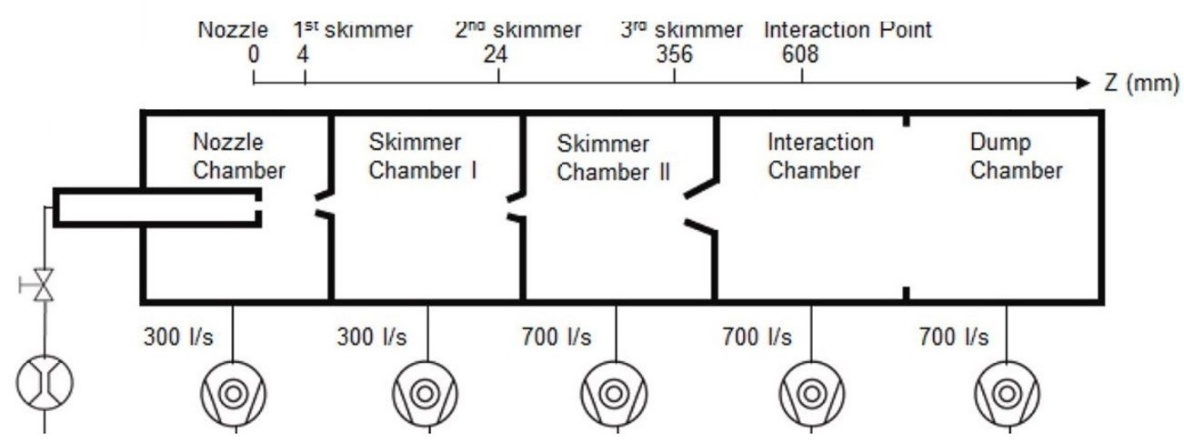 Nozzle 1st skimmer 2nd skimmer 3rd skimmer Interaction Point
0 4 24 356 608
Z (mm)
Nozzle Chamber
Skimmer Chamber I
Skimmer Chamber II
Interaction Chamber
Dump Chamber
300 l/s 300 l/s 700 l/s 700 l/s 700 l/s